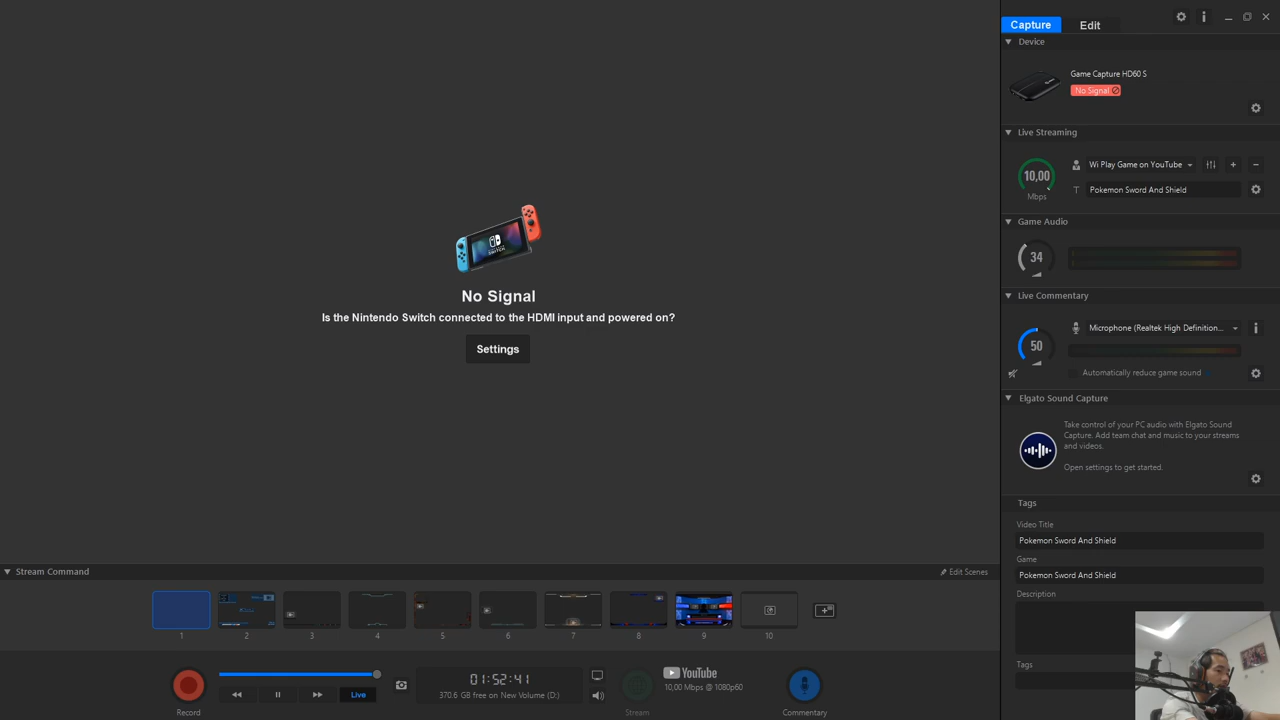 Capture
Edit
Device
Game Capture HD60 S
No Signal
Live Streaming
10,00
Mbps
Wi Play Game on YouTube
T
Pokemon Sword And Shield
Game Audio
34
Live Commentary
50
Microphone (Realtek High Definition...
Automatically reduce game sound
Elgato Sound Capture
Take control of your PC audio with Elgato Sound
Capture. Add team chat and music to your streams
and videos.
Open settings to get started.
Tags
Video Title
Pokemon Sword And Shield
Game
Pokemon Sword And Shield
Description
Tags
SWITCH
No Signal
Is the Nintendo Switch connected to the HDMI input and powered on?
Settings
Stream Command
Edit Scenes
1
2
3
4
5
6
7
8
9
10
Record
Live
01:52:41
370.6 GB free on New Volume (D:)
Stream
YouTube
10,00 Mbps @ 1080p60
Commentary